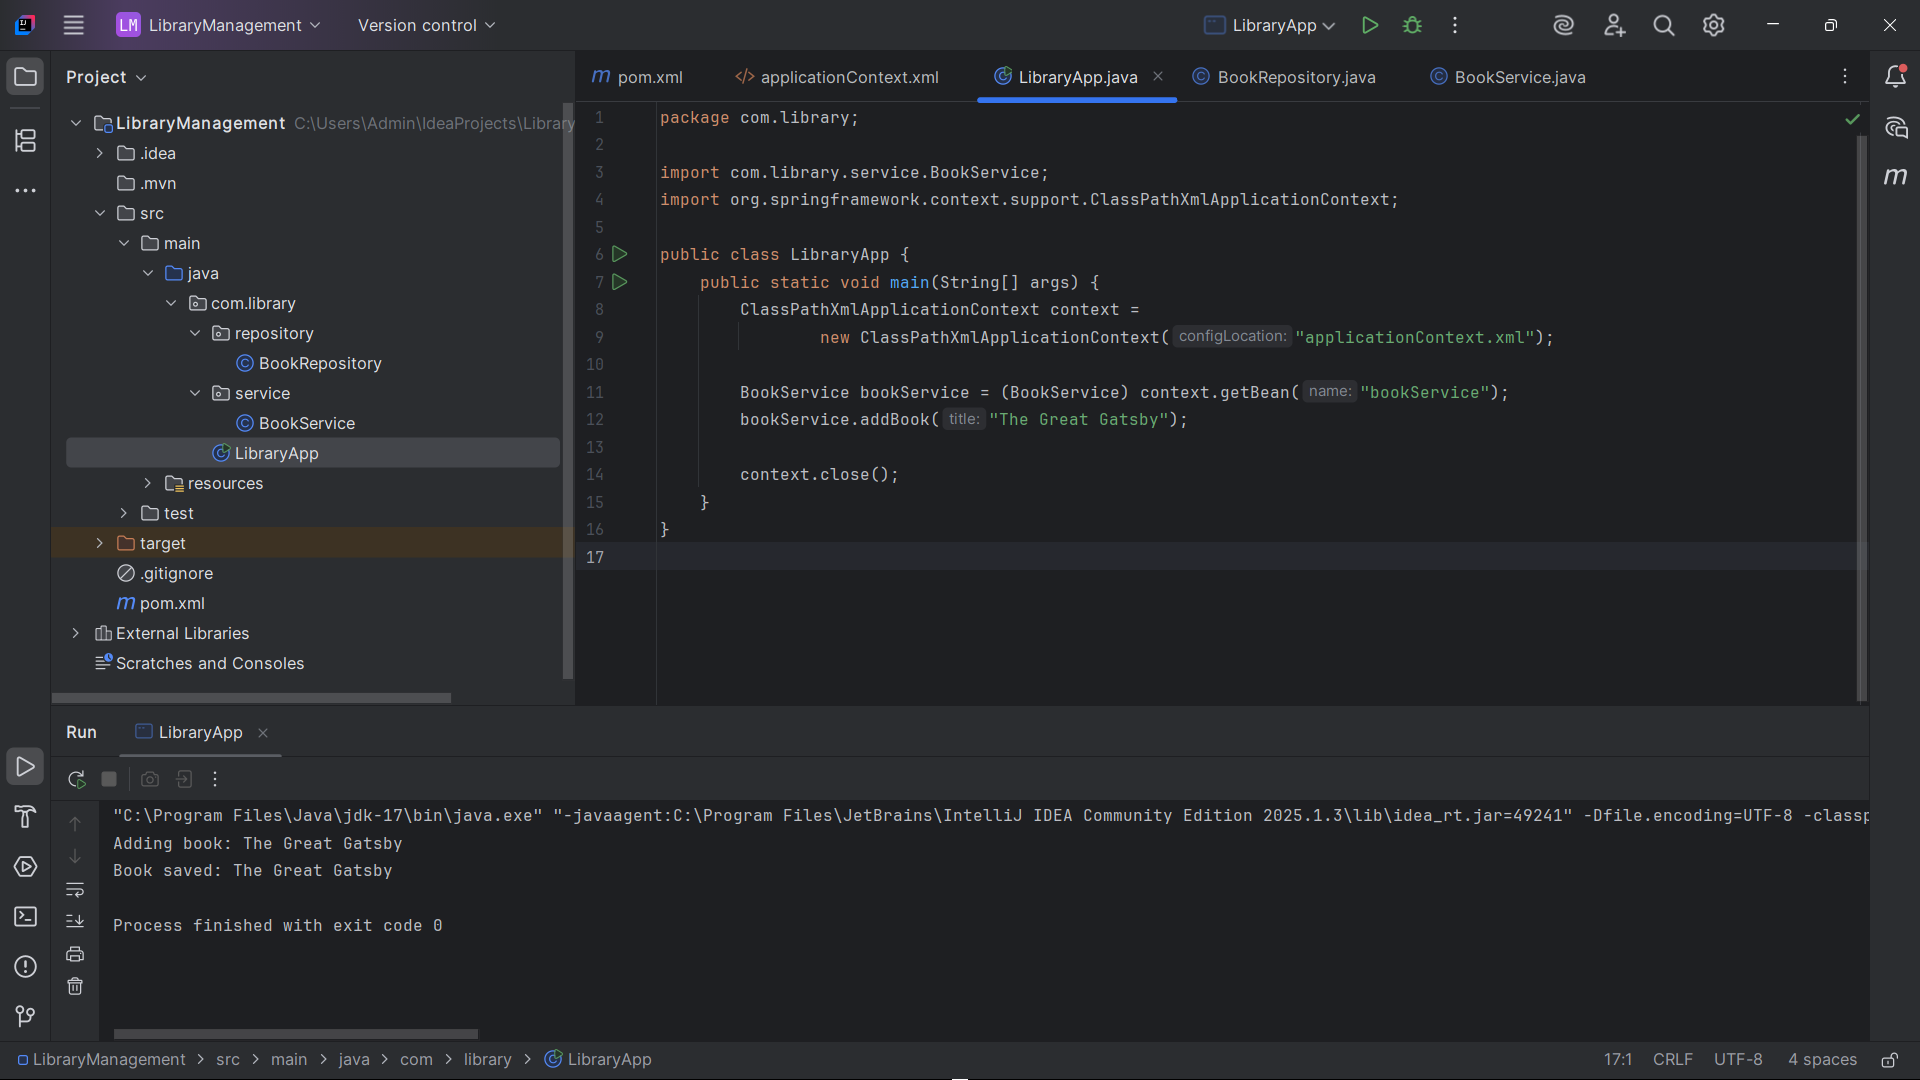 LM LibraryManagement Version control LibraryApp
Project
pom.xml applicationContext.xml LibraryApp.java BookRepository.java BookService.java
LibraryManagement C:\Users\Admin\IdeaProjects\Library
.idea
.mvn
src
main
java
com.library
repository
BookRepository
service
BookService
LibraryApp
resources
test
target
.gitignore
m pom.xml
External Libraries
Scratches and Consoles
1 package com.library;
2
3 import com.library.service.BookService;
4 import org.springframework.context.support.ClassPathXmlApplicationContext;
5
6 public class LibraryApp {
7 public static void main(String[] args) {
8 ClassPathXmlApplicationContext context =
9 new ClassPathXmlApplicationContext( configLocation: "applicationContext.xml");
10
11 BookService bookService = (BookService) context.getBean( name: "bookService");
12 bookService.addBook( title: "The Great Gatsby");
13
14 context.close();
15 }
16 }
17
Run LibraryApp
"C:\Program Files\Java\jdk-17\bin\java.exe" "-javaagent:C:\Program Files\JetBrains\IntelliJ IDEA Community Edition 2025.1.3\lib\idea_rt.jar=49241" -Dfile.encoding=UTF-8 -classp
Adding book: The Great Gatsby
Book saved: The Great Gatsby
Process finished with exit code 0
LibraryManagement > src > main > java > com > library > LibraryApp 17:1 CRLF UTF-8 4 spaces